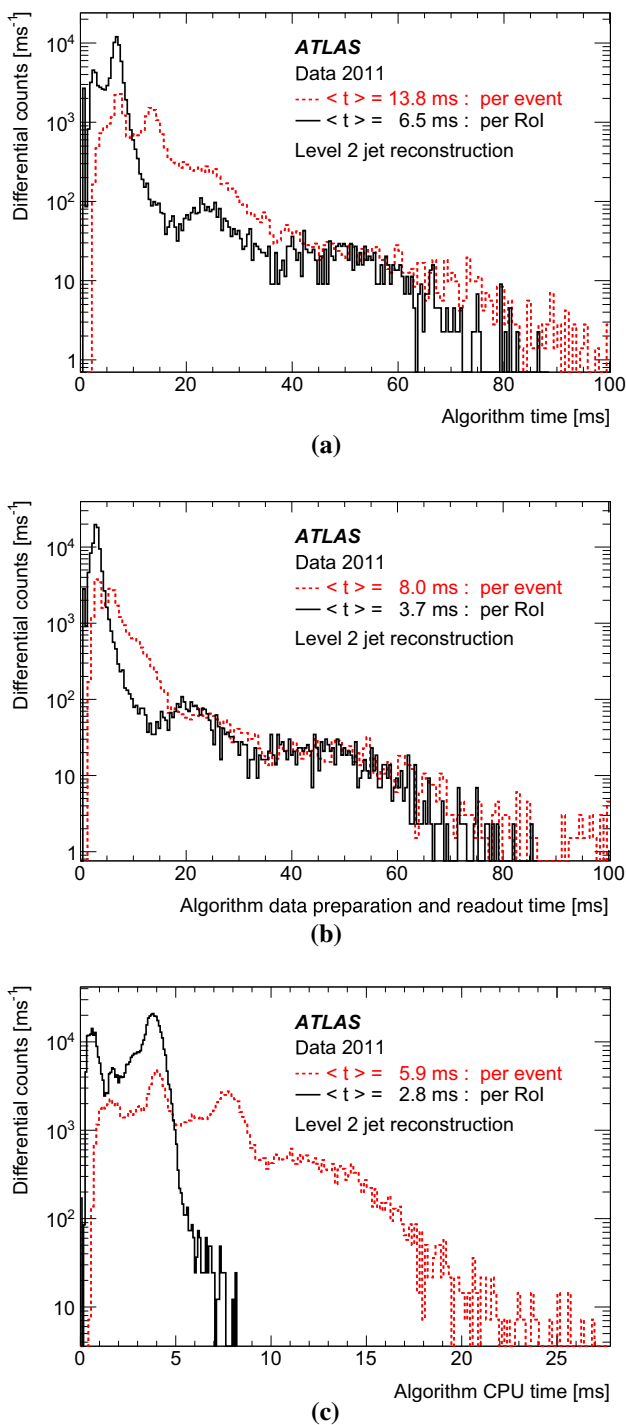 Differential counts [ms⁻¹]
10⁴
10³
10²
10
1
ATLAS
Data 2011
< t > = 13.8 ms : per event
< t > = 6.5 ms : per RoI
Level 2 jet reconstruction
0 20 40 60 80 100
Algorithm time [ms]
(a)
Differential counts [ms⁻¹]
10⁴
10³
10²
10
1
ATLAS
Data 2011
< t > = 8.0 ms : per event
< t > = 3.7 ms : per RoI
Level 2 jet reconstruction
0 20 40 60 80 100
Algorithm data preparation and readout time [ms]
(b)
Differential counts [ms⁻¹]
10⁴
10³
10²
10
ATLAS
Data 2011
< t > = 5.9 ms : per event
< t > = 2.8 ms : per RoI
Level 2 jet reconstruction
0 5 10 15 20 25
Algorithm CPU time [ms]
(c)